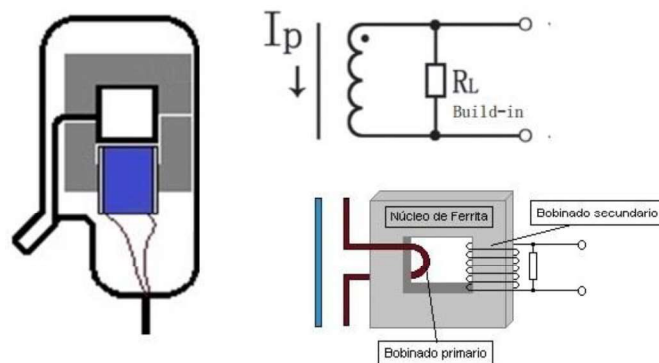 Ip
RL
Build-in
Núcleo de Ferrita
Bobinado secundario
Bobinado primario